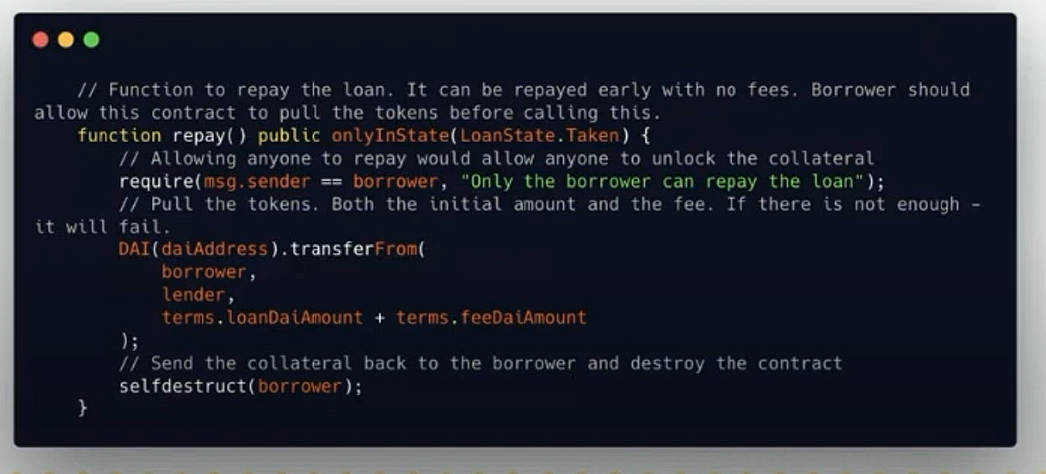 // Function to repay the loan. It can be repayed early with no fees. Borrower should
allow this contract to pull the tokens before calling this.
function repay() public onlyInState(LoanState.Taken) {
// Allowing anyone to repay would allow anyone to unlock the collateral
require(msg.sender == borrower, "Only the borrower can repay the loan");
// Pull the tokens. Both the initial amount and the fee. If there is not enough –
it will fail.
DAI(daiAddress).transferFrom(
borrower,
lender,
terms.loanDaiAmount + terms.feeDaiAmount
);
// Send the collateral back to the borrower and destroy the contract
selfdestruct(borrower);
}